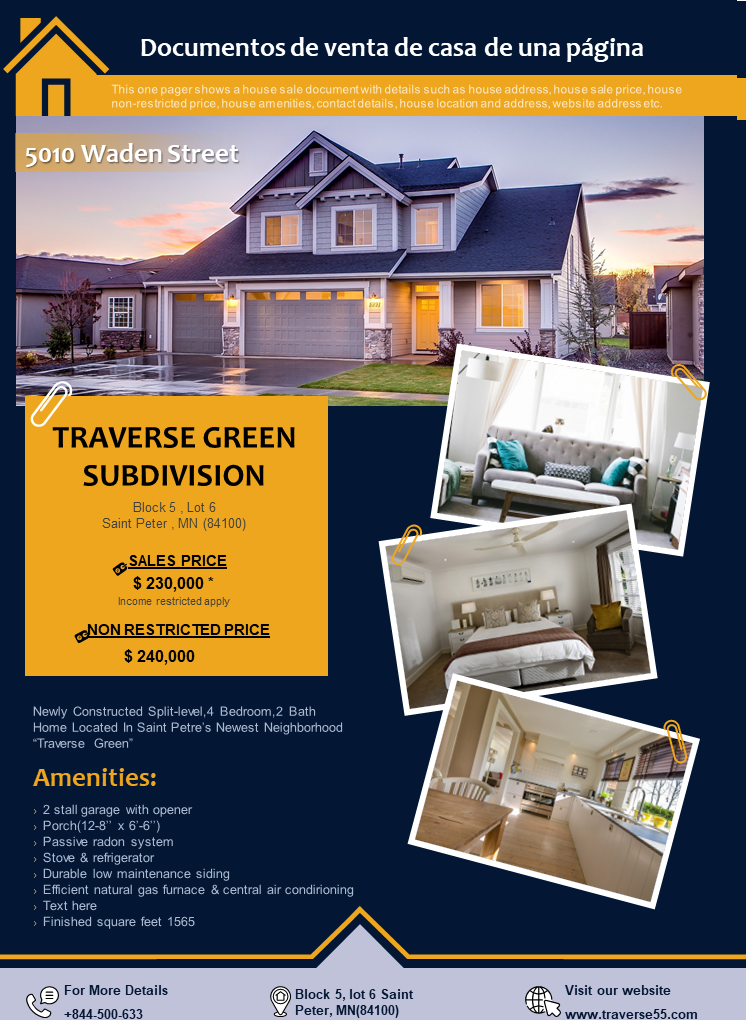 Documentos de venta de casa de una página
This one pager shows a house sale document with details such as house address, house sale price, house
non-restricted price, house amenities, contact details, house location and address, website address etc.
5010 Waden Street
TRAVERSE GREEN
SUBDIVISION
Block 5 , Lot 6
Saint Peter , MN (84100)
SALES PRICE
$ 230,000 *
Income restricted apply
NON RESTRICTED PRICE
$ 240,000
Newly Constructed Split-level,4 Bedroom,2 Bath
Home Located In Saint Petre's Newest Neighborhood
“Traverse Green”
Amenities:
› 2 stall garage with opener
› Porch(12-8’’ x 6’-6’’)
› Passive radon system
› Stove & refrigerator
› Durable low maintenance siding
› Efficient natural gas furnace & central air condirioning
› Text here
› Finished square feet 1565
For More Details
+844-500-633
Block 5, lot 6 Saint
Peter, MN(84100)
Visit our website
www.traverse55.com